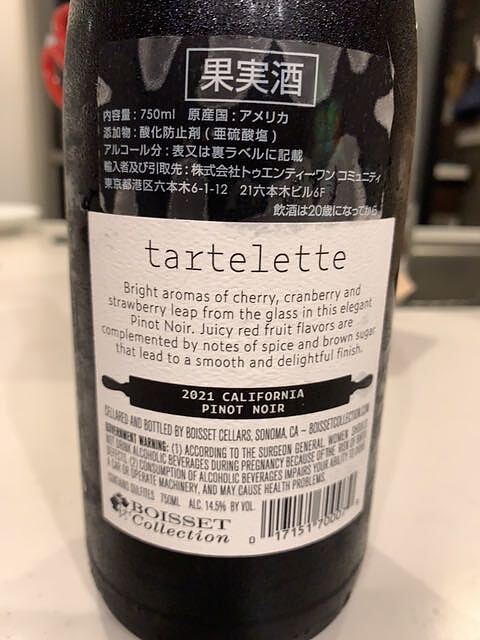 果実酒
内容量:750ml 原産国:アメリカ
添加物:酸化防止剤(亜硫酸塩)
アルコール分:表又は裏ラベルに記載
輸入者及び引取先:株式会社トゥエンティーワン コミュニティ
東京都港区六本木6-1-12 21六本木ビル6F
飲酒は20歳になってから
tartelette
Bright aromas of cherry, cranberry and
strawberry leap from the glass in this elegant
Pinot Noir. Juicy red fruit flavors are
complemented by notes of spice and brown sugar
that lead to a smooth and delightful finish.
2021 CALIFORNIA
PINOT NOIR
CELLARED AND BOTTLED BY BOISSET CELLARS, SONOMA, CA – BOISSETCOLLECTION.COM
GOVERNMENT WARNING: (1) ACCORDING TO THE SURGEON GENERAL, WOMEN SHOULD
NOT DRINK ALCOHOLIC BEVERAGES DURING PREGNANCY BECAUSE OF THE RISK OF BIRTH
DEFECTS. (2) CONSUMPTION OF ALCOHOLIC BEVERAGES IMPAIRS YOUR ABILITY TO DRIVE
A CAR OR OPERATE MACHINERY, AND MAY CAUSE HEALTH PROBLEMS.
CONTAINS SULFITES 750ML ALC. 14.5% BY VOL.
BOISSET
Collection
0 17151 7000